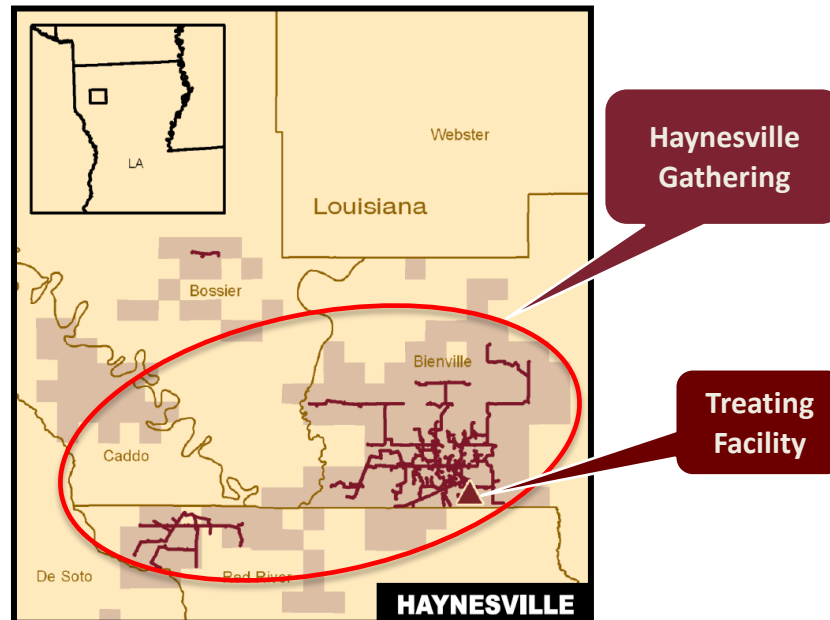 LA
Webster
Louisiana
Bossier
Bienville
Caddo
De Soto
Red River
HAYNESVILLE
Haynesville
Gathering
Treating
Facility